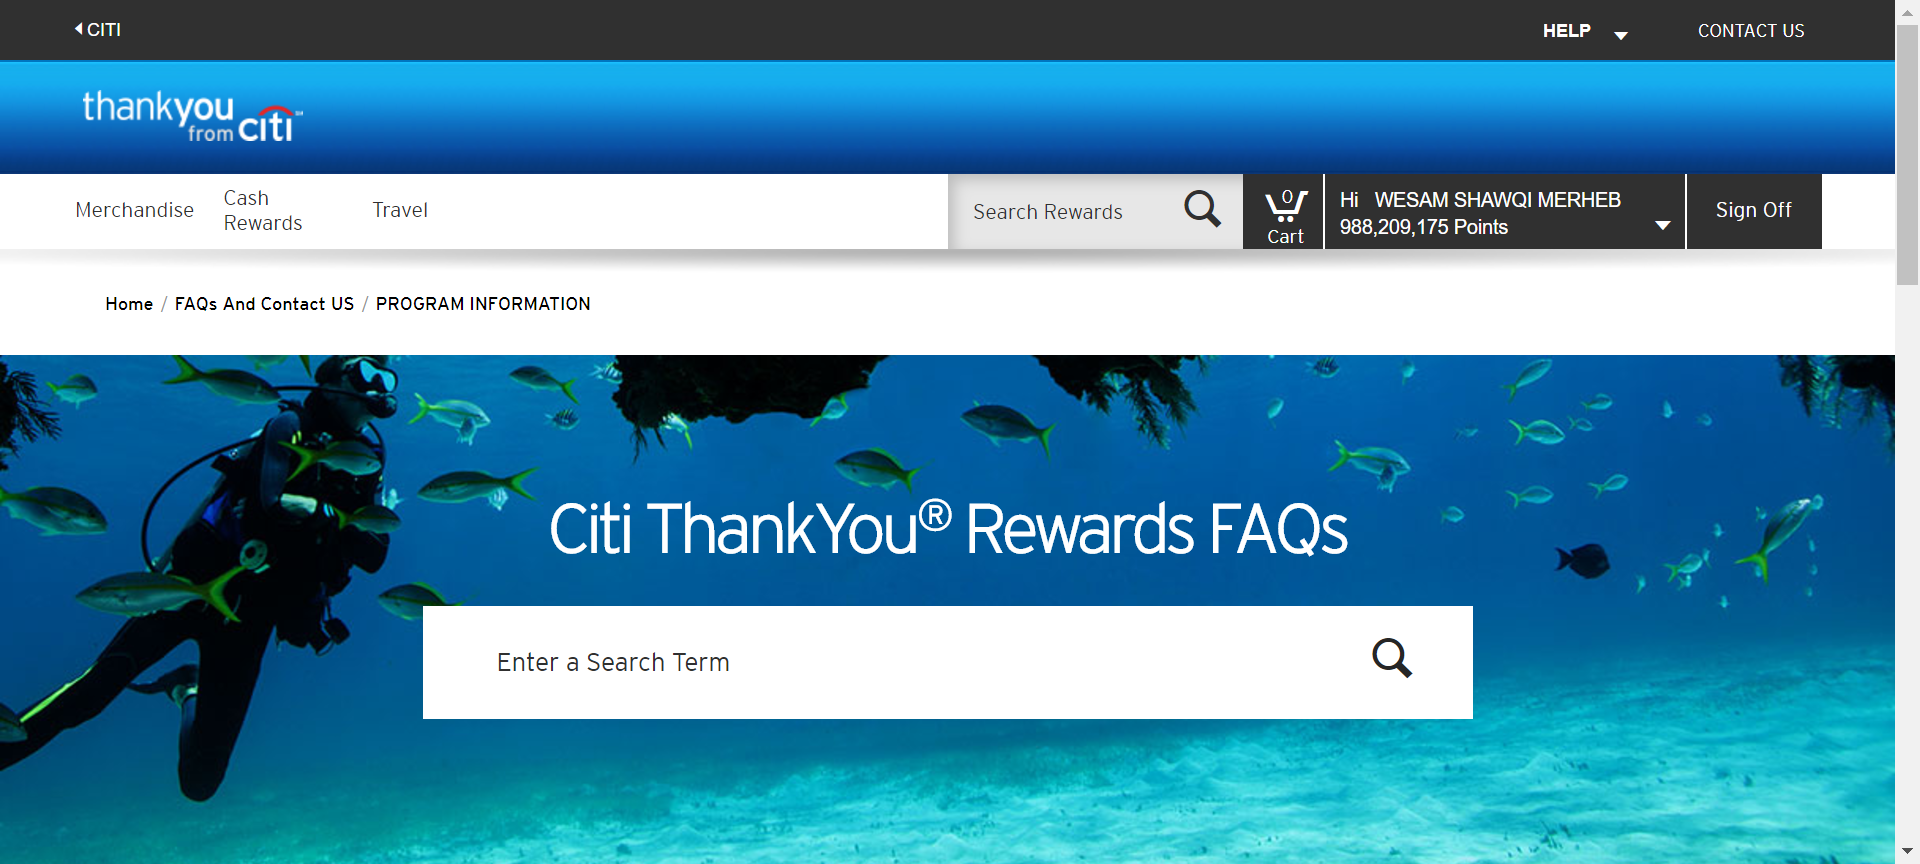 CITI
HELP
CONTACT US
thankyou
from citi℠
Merchandise
Cash
Rewards
Travel
Search Rewards
0
Cart
Hi WESAM SHAWQI MERHEB
988,209,175 Points
Sign Off
Home / FAQs And Contact US / PROGRAM INFORMATION
Citi ThankYou® Rewards FAQs
Enter a Search Term